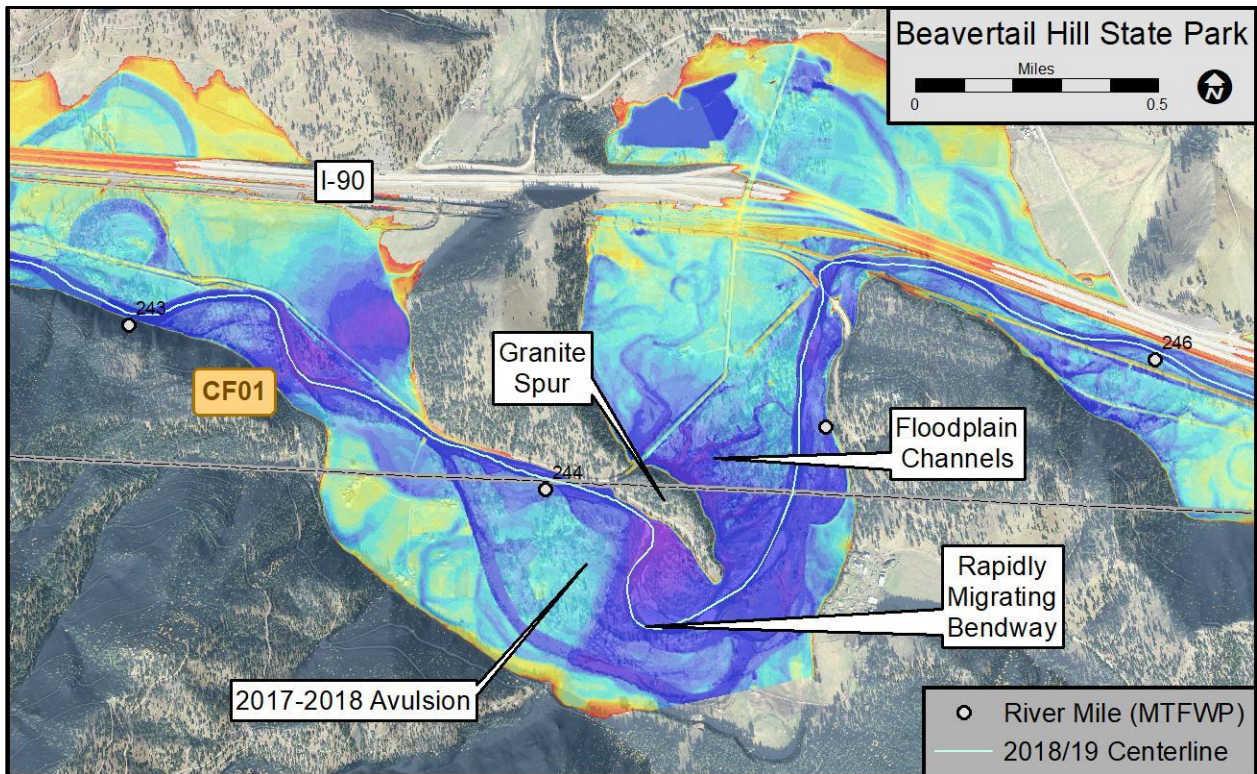 Beavertail Hill State Park
Miles
0
0.5
N
I-90
243
CF01
Granite
Spur
246
Floodplain
Channels
244
Rapidly
Migrating
Bendway
2017-2018 Avulsion
River Mile (MTFWP)
2018/19 Centerline